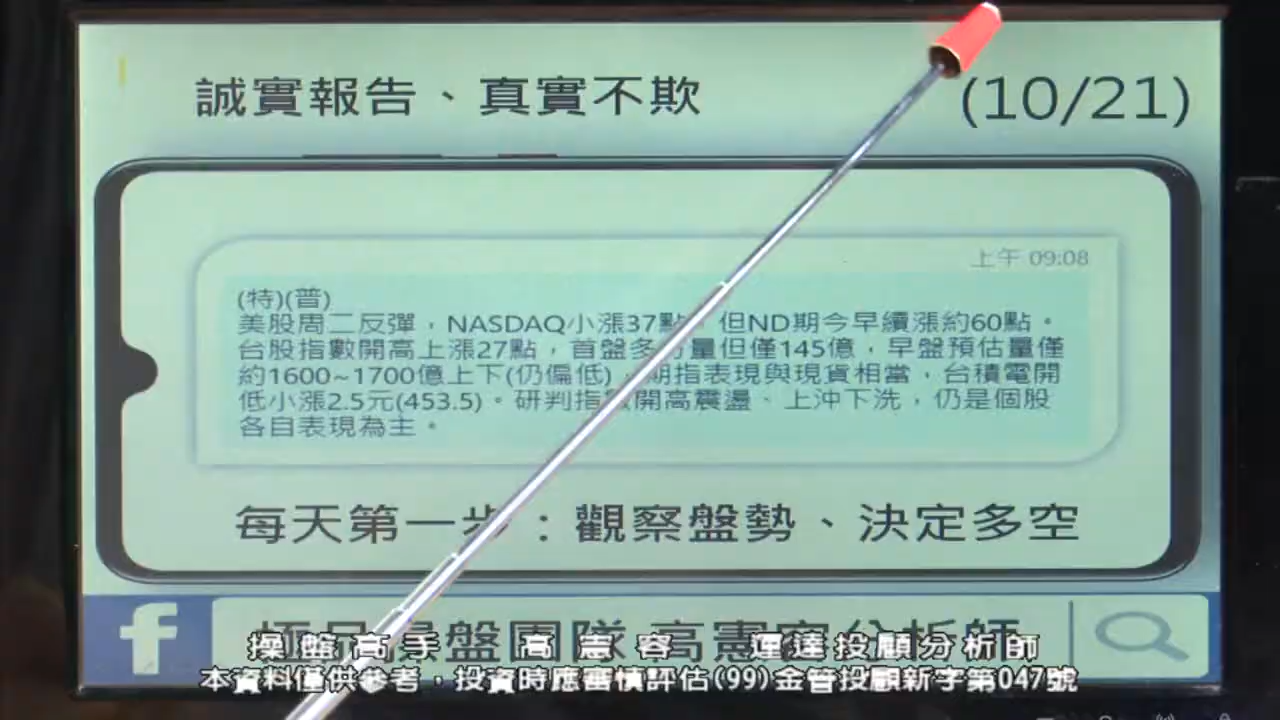 誠實報告、真實不欺
(10/21)
上午 09:08
(特)(普)
美股周二反彈，NASDAQ小漲37點，但ND期今早續漲約60點。
台股指數開高上漲27點，首盤多方量但僅145億，早盤預估量僅
約1600~1700億上下(仍偏低)，期指表現與現貨相當，台積電開
低小漲2.5元(453.5)。研判指數開高震盪、上沖下洗，仍是個股
各自表現為主。
每天第一步：觀察盤勢、決定多空
f
操盤高手 高憲容 運達投顧分析師
本資料僅供參考，投資時應審慎評估(99)金管投顧新字第047號